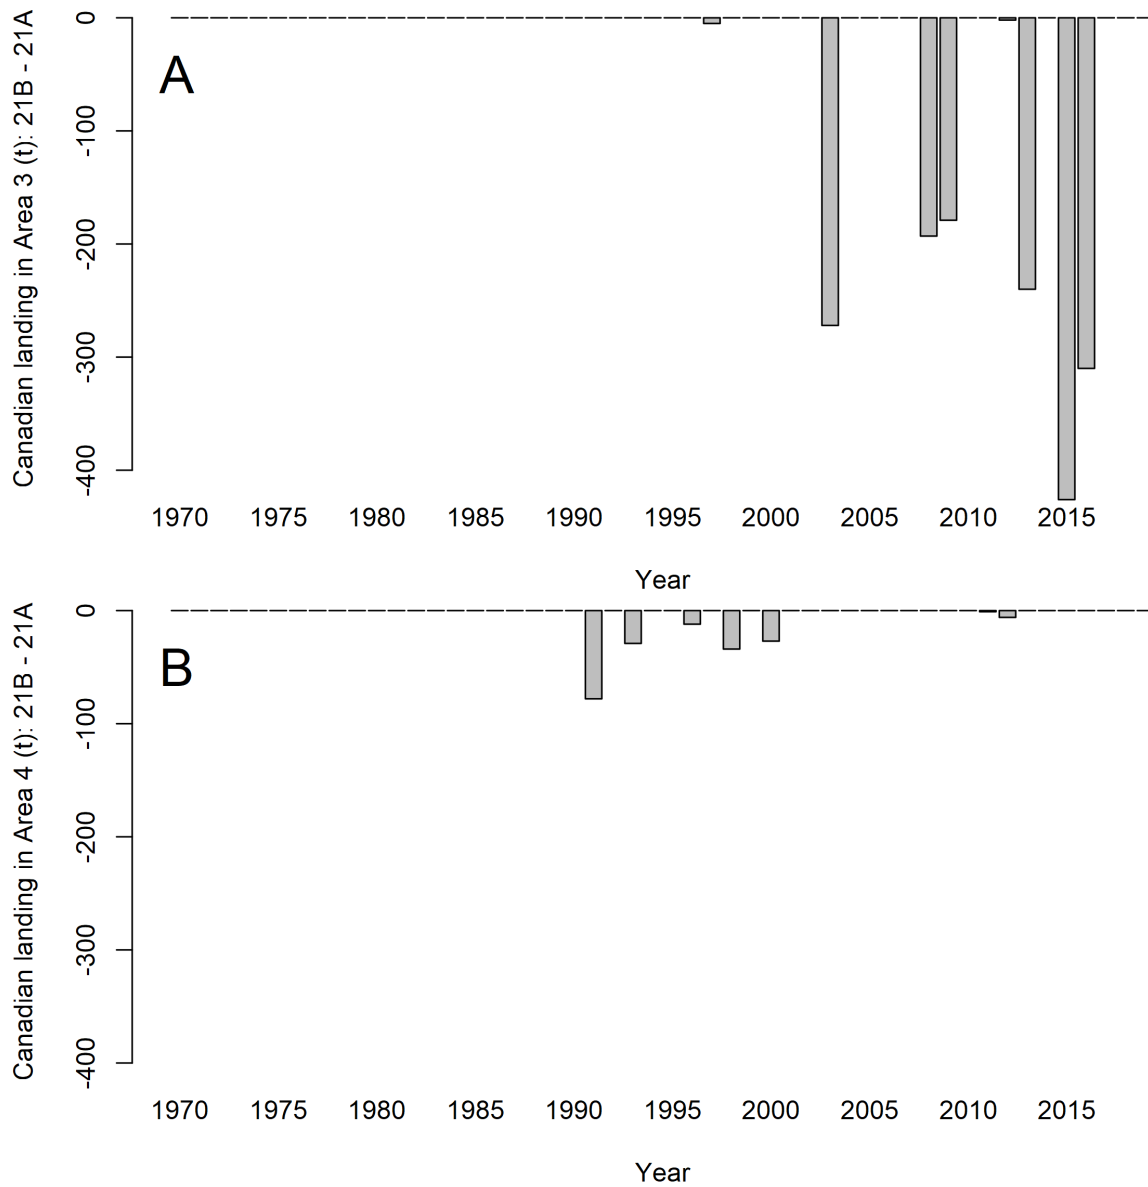 Canadian landing in Area 3 (t): 21B - 21A
A
0
-100
-200
-300
-400
1970 1975 1980 1985 1990 1995 2000 2005 2010 2015
Year
Canadian landing in Area 4 (t): 21B - 21A
B
0
-100
-200
-300
-400
1970 1975 1980 1985 1990 1995 2000 2005 2010 2015
Year